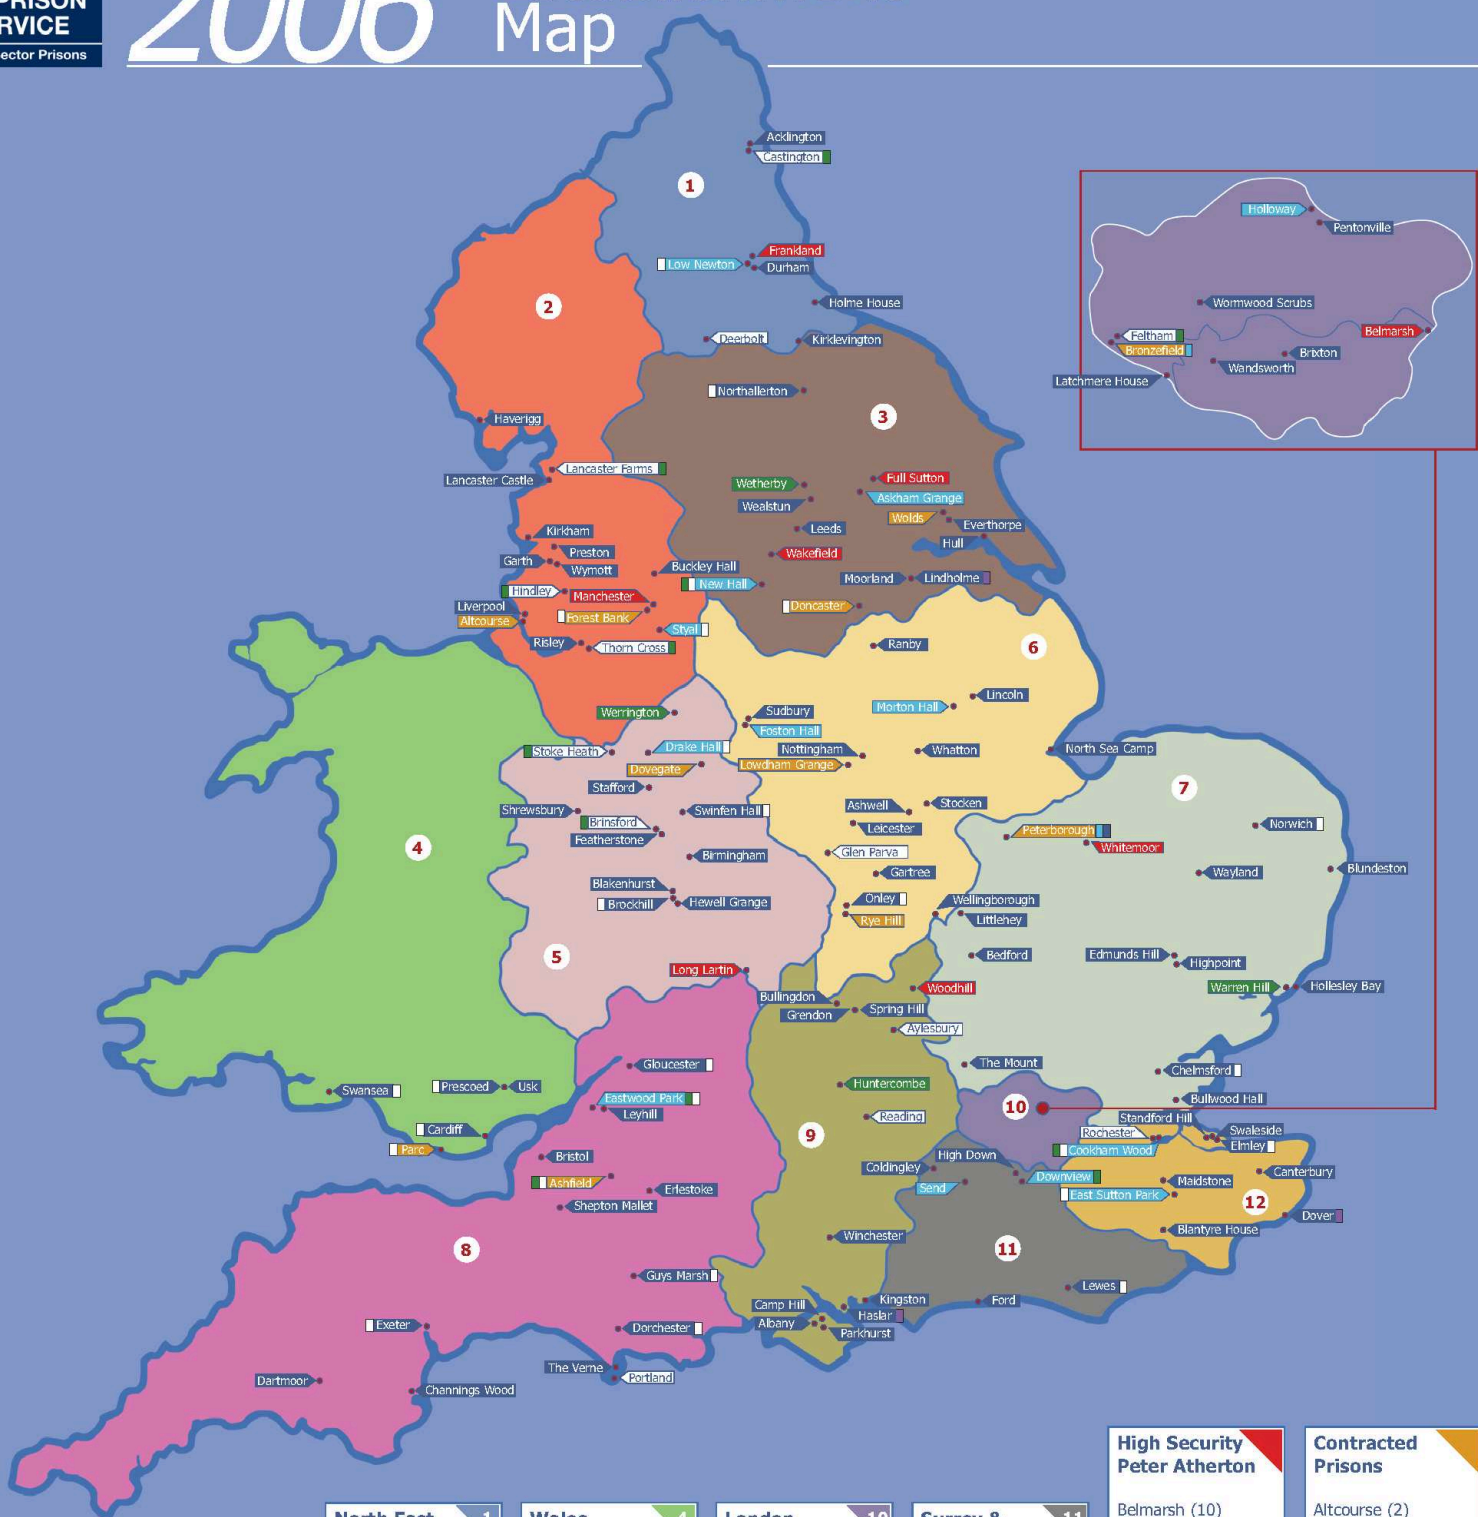 PRISON
RVICE
ector Prisons
2006
Map
Acklington
Castington
1
Frankland
Low Newton
Durham
Holme House
2
Deerbolt
Kirklevington
Holloway
Pentonville
Wormwood Scrubs
Feltham
Belmarsh
Bronzefield
Brixton
Wandsworth
Latchmere House
Northallerton
3
Haverigg
Lancaster Farms
Lancaster Castle
Wetherby
Full Sutton
Askham Grange
Wealstun
Wolds
Everthorpe
Leeds
Hull
Kirkham
Preston
Garth
Wymott
Wakefield
Buckley Hall
New Hall
Moorland
Lindholme
Hindley
Manchester
Liverpool
Doncaster
Altcourse
Forest Bank
Styal
Risley
Thorn Cross
Ranby
6
Lincoln
Morton Hall
Werrington
Sudbury
Foston Hall
Stoke Heath
Drake Hall
Nottingham
Whatton
North Sea Camp
Dovegate
Lowdham Grange
Stafford
7
Shrewsbury
Swinfen Hall
Ashwell
Stocken
Brinsford
Leicester
Peterborough
Norwich
Featherstone
4
Whitemoor
Birmingham
Glen Parva
Gartree
Wayland
Blundeston
Blakenhurst
Brockhill
Hewell Grange
Onley
Wellingborough
Rye Hill
Littlehey
5
Bedford
Edmunds Hill
Highpoint
Long Lartin
Woodhill
Warren Hill
Hollesley Bay
Bullingdon
Grendon
Spring Hill
Aylesbury
Gloucester
The Mount
Chelmsford
Swansea
Prescoed
Usk
Huntercombe
Eastwood Park
Leyhill
Bullwood Hall
10
Reading
Standford Hill
Cardiff
9
Rochester
Swaleside
Elmley
Parc
Cookham Wood
Bristol
High Down
Coldingley
Canterbury
Ashfield
Send
Downview
Maidstone
Erlestoke
East Sutton Park
12
Shepton Mallet
Dover
8
Winchester
Blantyre House
11
Guys Marsh
Lewes
Camp Hill
Kingston
Ford
Exeter
Dorchester
Albany
Haslar
Parkhurst
The Verne
Portland
Dartmoor
Channings Wood
High Security
Peter Atherton
Belmarsh (10)
Contracted
Prisons
Altcourse (2)
North East
1
Wales
4
London
10
Surrey &
11